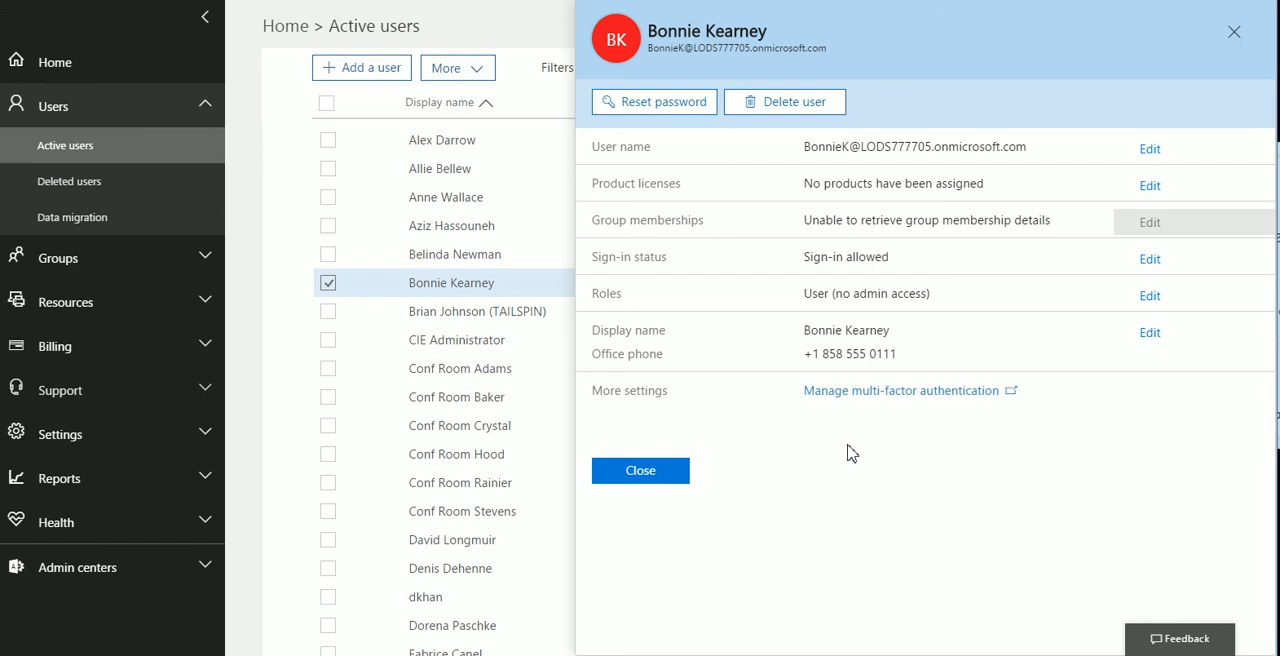 Home
Users
Active users
Deleted users
Data migration
Groups
Resources
Billing
Support
Settings
Reports
Health
Admin centers
Home > Active users
+ Add a user
More
Filters
Display name
Alex Darrow
Allie Bellew
Anne Wallace
Aziz Hassouneh
Belinda Newman
Bonnie Kearney
Brian Johnson (TAILSPIN)
CIE Administrator
Conf Room Adams
Conf Room Baker
Conf Room Crystal
Conf Room Hood
Conf Room Rainier
Conf Room Stevens
David Longmuir
Denis Dehenne
dkhan
Dorena Paschke
Fabrice Canel
BK
Bonnie Kearney
BonnieK@LODS777705.onmicrosoft.com
Reset password
Delete user
User name BonnieK@LODS777705.onmicrosoft.com Edit
Product licenses No products have been assigned Edit
Group memberships Unable to retrieve group membership details Edit
Sign-in status Sign-in allowed Edit
Roles User (no admin access) Edit
Display name Bonnie Kearney Edit
Office phone +1 858 555 0111
More settings Manage multi-factor authentication
Close
Feedback